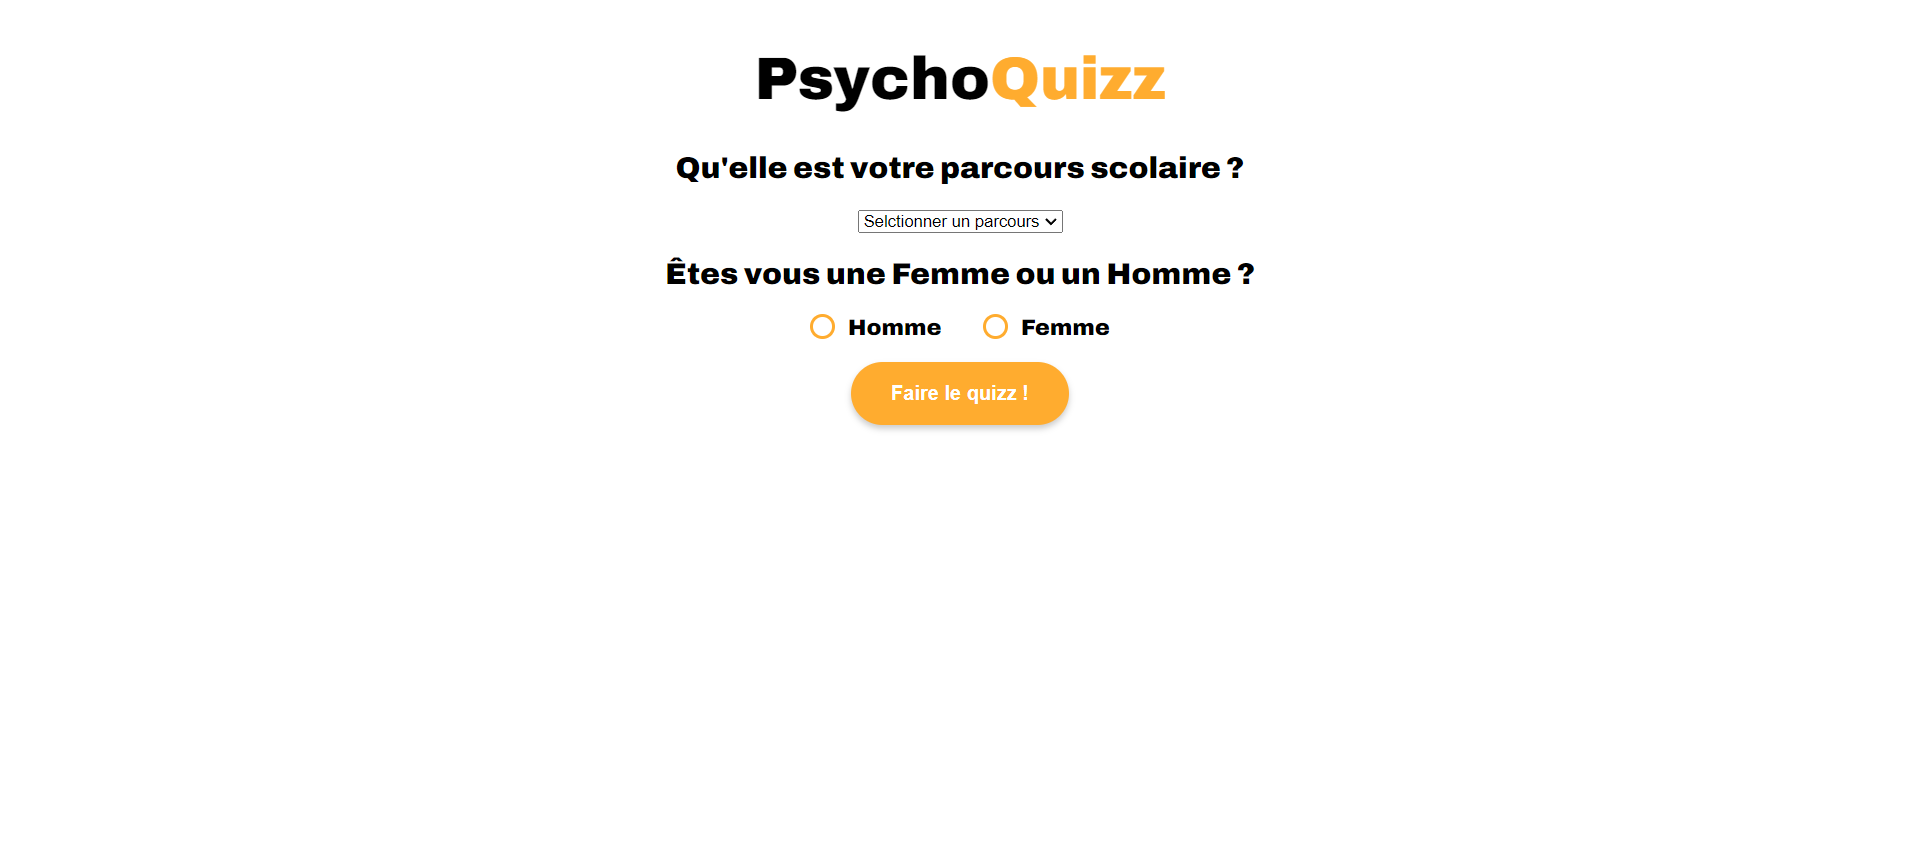 PsychoQuizz
Qu'elle est votre parcours scolaire ?
Selctionner un parcours
Êtes vous une Femme ou un Homme ?
Homme Femme
Faire le quizz !